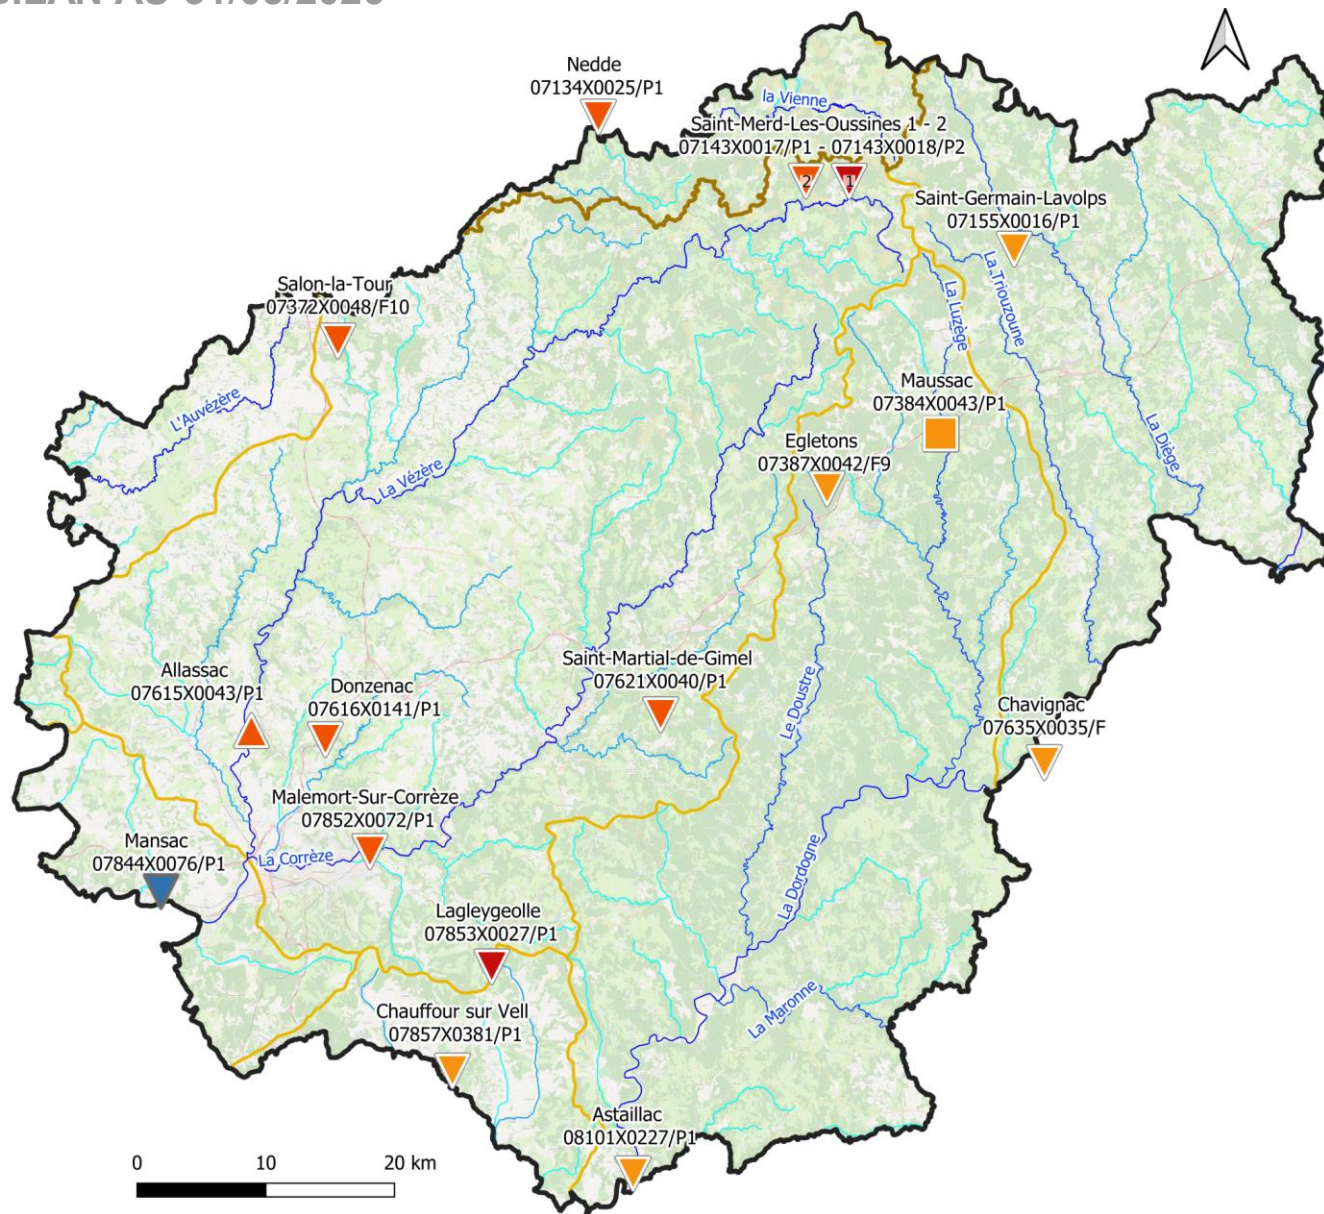 Nedde
07134X0025/P1
la Vienne
Saint-Merd-Les-Oussines 1 - 2
07143X0017/P1 - 07143X0018/P2
2
1
Saint-Germain-Lavolps
07155X0016/P1
Salon-la-Tour
07372X0048/F10
La Triouzoune
La Luzège
Maussac
07384X0043/P1
L'Auvézère
La Diège
Egletons
07387X0042/F9
La Vézère
Saint-Martial-de-Gimel
07621X0040/P1
Allassac
07615X0043/P1
Donzenac
07616X0141/P1
Le Doustre
Chavignac
07635X0035/F
Malemort-Sur-Corrèze
07852X0072/P1
Mansac
07844X0076/P1
La Corrèze
La Dordogne
Lagleygeolle
07853X0027/P1
La Maronne
Chauffour sur Vell
07857X0381/P1
Astaillac
08101X0227/P1
0 10 20 km